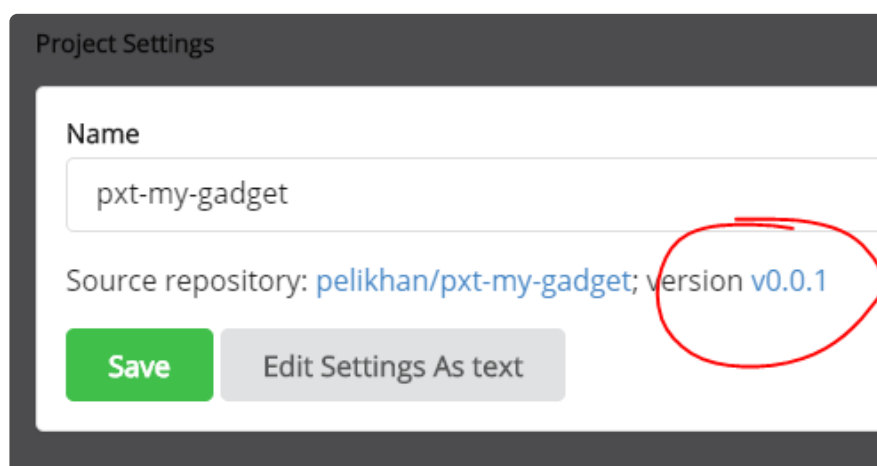 Project Settings
Name
pxt-my-gadget
Source repository: pelikhan/pxt-my-gadget; version v0.0.1
Save
Edit Settings As text